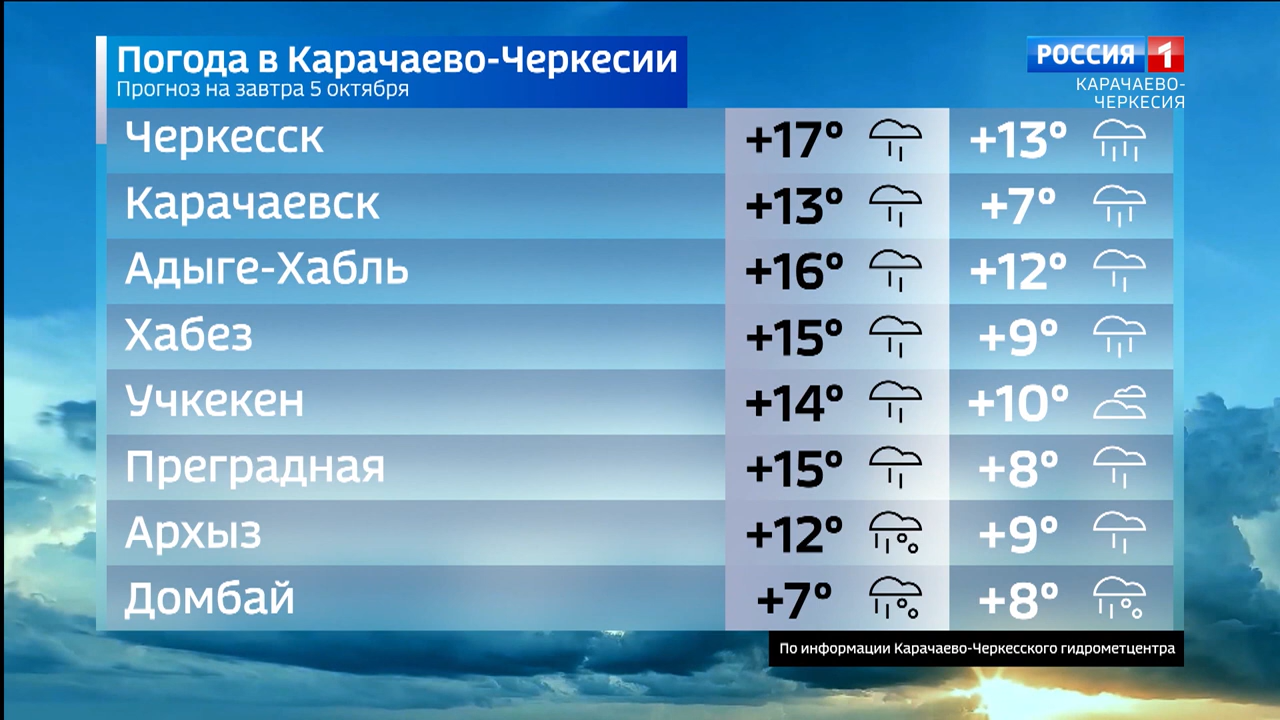 Погода в Карачаево-Черкесии
Прогноз на завтра 5 октября
РОССИЯ 1
КАРАЧАЕВО-
ЧЕРКЕСИЯ
Черкесск +17° +13°
Карачаевск +13° +7°
Адыге-Хабль +16° +12°
Хабез +15° +9°
Учкекен +14° +10°
Преградная +15° +8°
Архыз +12° +9°
Домбай +7° +8°
По информации Карачаево-Черкесского гидрометцентра